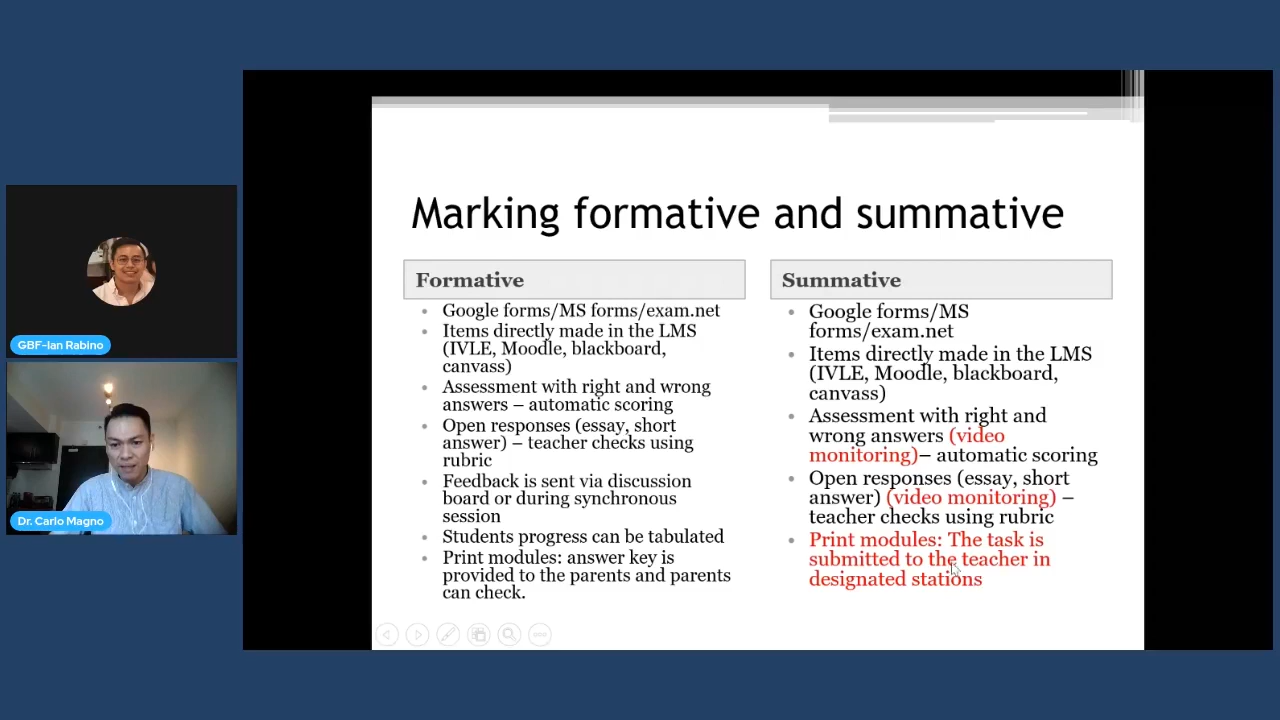 Marking formative and summative
Formative
Google forms/MS forms/exam.net
Items directly made in the LMS
(IVLE, Moodle, blackboard,
canvass)
Assessment with right and wrong
answers – automatic scoring
Open responses (essay, short
answer) – teacher checks using
rubric
Feedback is sent via discussion
board or during synchronous
session
Students progress can be tabulated
Print modules: answer key is
provided to the parents and parents
can check.
Summative
Google forms/MS
forms/exam.net
Items directly made in the LMS
(IVLE, Moodle, blackboard,
canvass)
Assessment with right and
wrong answers (video
monitoring)– automatic scoring
Open responses (essay, short
answer) (video monitoring) –
teacher checks using rubric
Print modules: The task is
submitted to the teacher in
designated stations
GBF-Ian Rabino
Dr. Carlo Magno